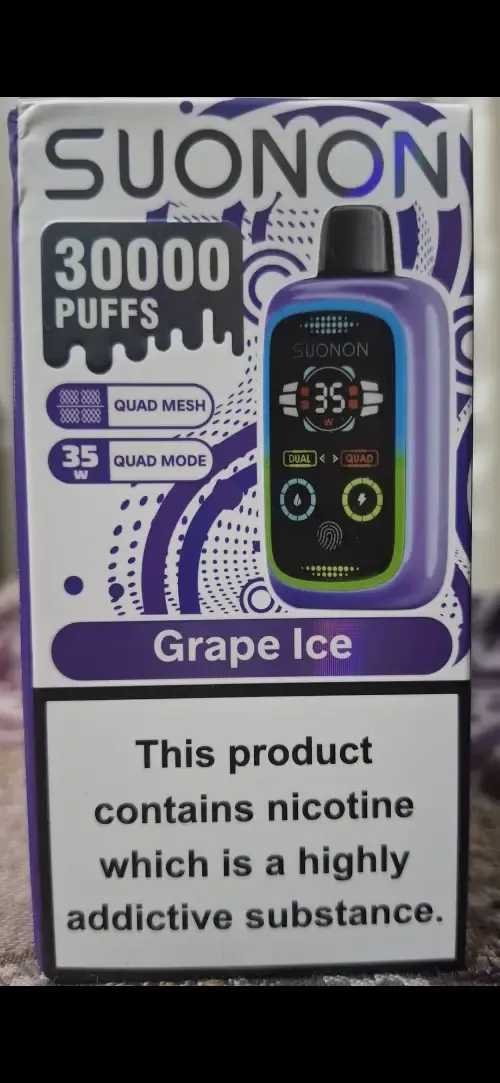 SUONON
30000
PUFFS
QUAD MESH
35
W
QUAD MODE
SUONON
35
W
DUAL < > QUAD
Grape Ice
This product
contains nicotine
which is a highly
addictive substance.